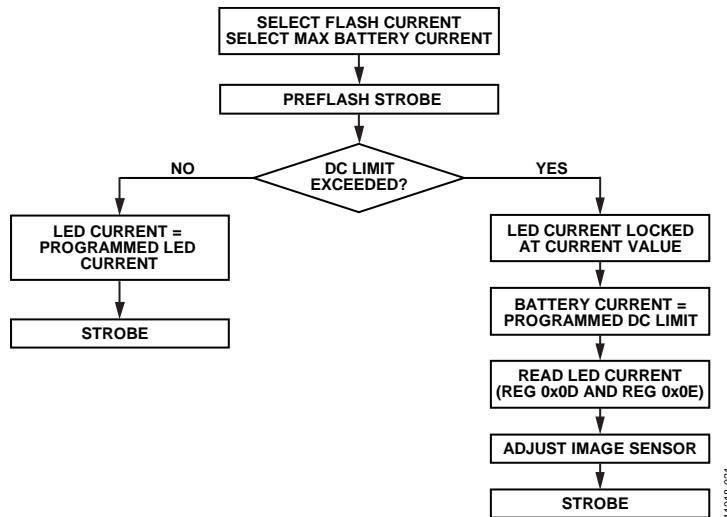 SELECT FLASH CURRENT
SELECT MAX BATTERY CURRENT
PREFLASH STROBE
NO
DC LIMIT
EXCEEDED?
YES
LED CURRENT =
PROGRAMMED LED
CURRENT
STROBE
LED CURRENT LOCKED
AT CURRENT VALUE
BATTERY CURRENT =
PROGRAMMED DC LIMIT
READ LED CURRENT
(REG 0x0D AND REG 0x0E)
ADJUST IMAGE SENSOR
STROBE